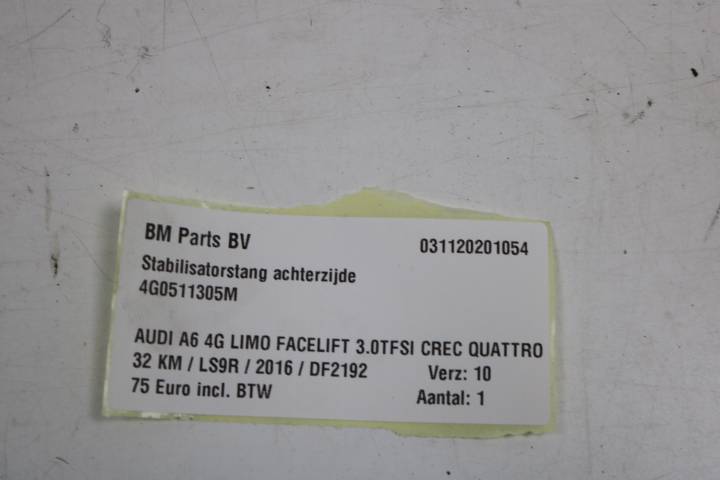 BM Parts BV 031120201054
Stabilisatorstang achterzijde
4G0511305M
AUDI A6 4G LIMO FACELIFT 3.0TFSI CREC QUATTRO
32 KM / LS9R / 2016 / DF2192 Verz: 10
75 Euro incl. BTW Aantal: 1